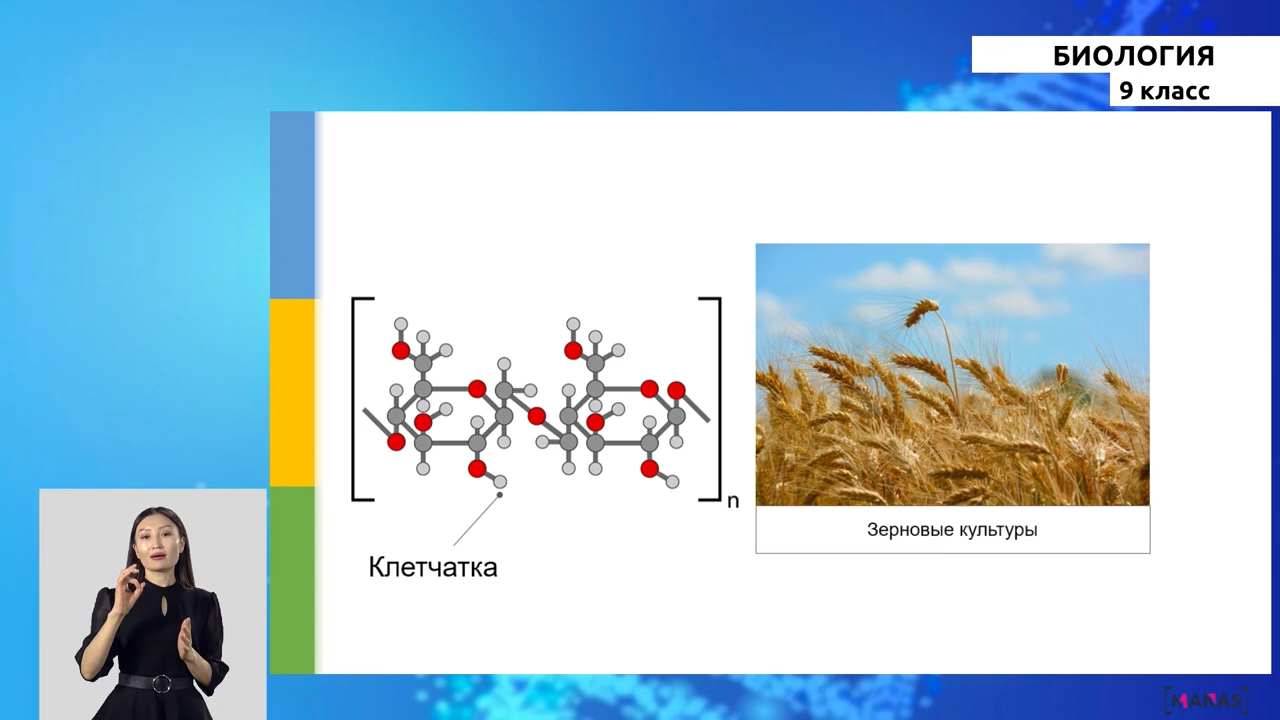 БИОЛОГИЯ
9 класс
n
Зерновые культуры
Клетчатка
MANAS